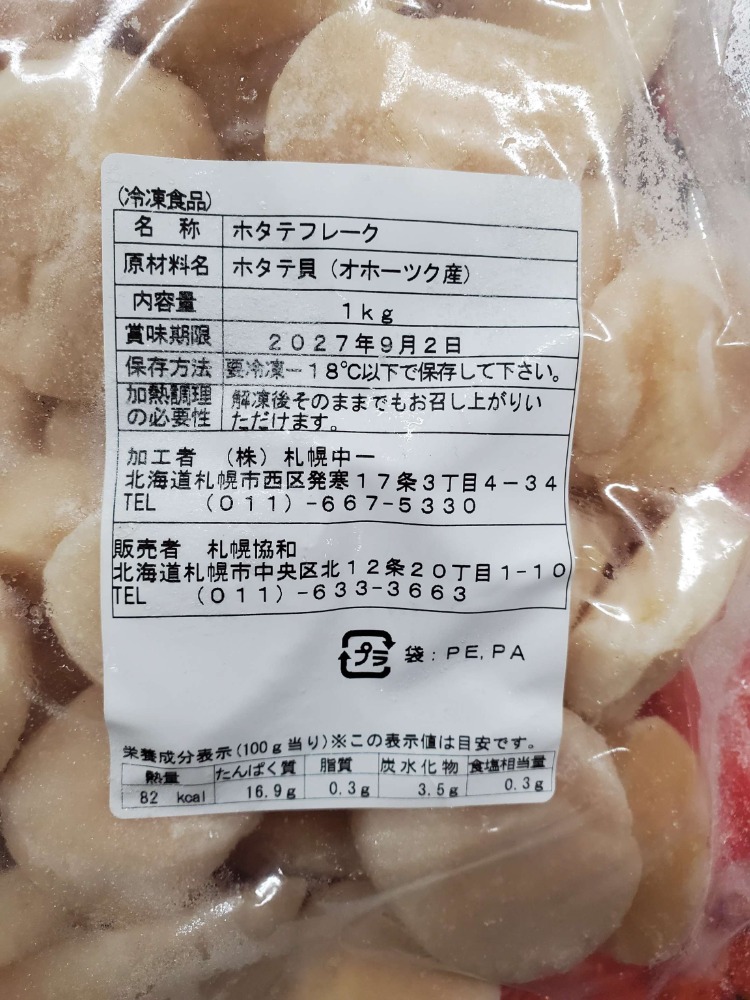 (冷凍食品)
名 称 ホタテフレーク
原材料名 ホタテ貝(オホーツク産)
内容量 1kg
賞味期限 2027年9月2日
保存方法 要冷凍-18℃以下で保存して下さい。
加熱調理の必要性 解凍後そのままでもお召し上がりい
ただけます。
加工者 (株)札幌中一
北海道札幌市西区発寒17条3丁目4-34
TEL (011)-667-5330
販売者 札幌協和
北海道札幌市中央区北12条20丁目1-10
TEL (011)-633-3663
プラ 袋:PE,PA
栄養成分表示(100g当り)※この表示値は目安です。
熱量 たんぱく質 脂質 炭水化物 食塩相当量
82 kcal 16.9g 0.3g 3.5g 0.3g